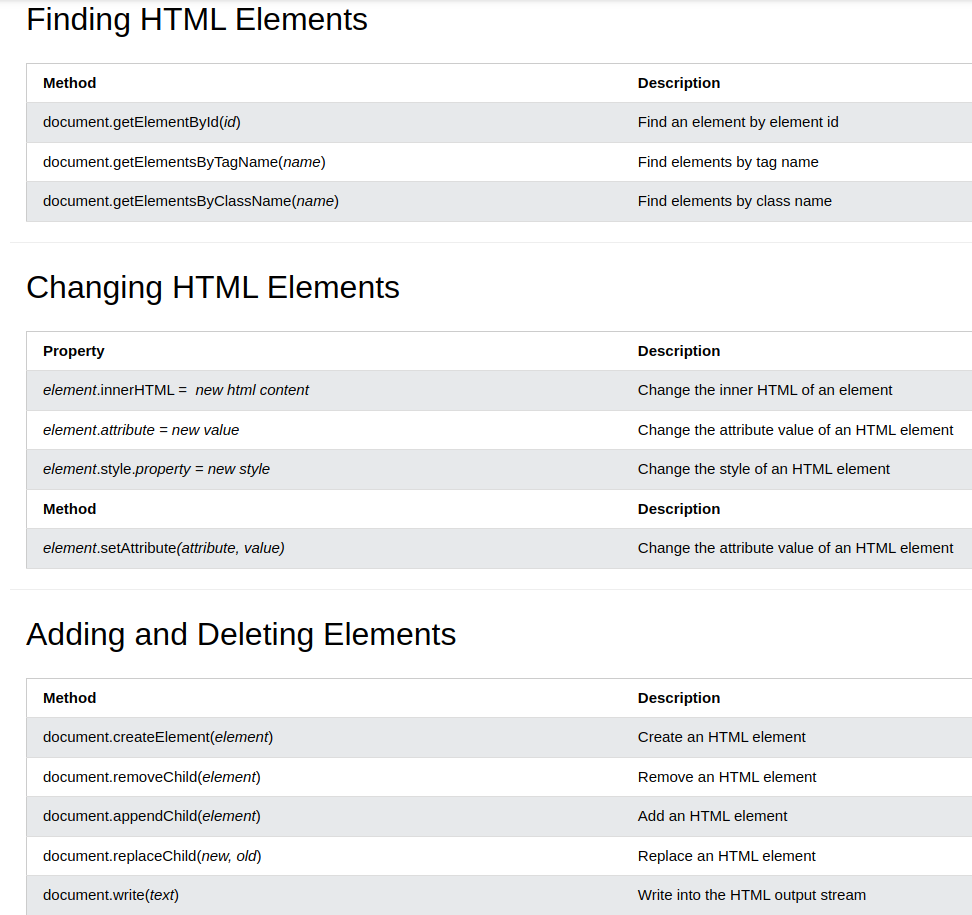 Finding HTML Elements
Method Description
document.getElementById(id) Find an element by element id
document.getElementsByTagName(name) Find elements by tag name
document.getElementsByClassName(name) Find elements by class name
Changing HTML Elements
Property Description
element.innerHTML =  new html content Change the inner HTML of an element
element.attribute = new value Change the attribute value of an HTML element
element.style.property = new style Change the style of an HTML element
Method Description
element.setAttribute(attribute, value) Change the attribute value of an HTML element
Adding and Deleting Elements
Method Description
document.createElement(element) Create an HTML element
document.removeChild(element) Remove an HTML element
document.appendChild(element) Add an HTML element
document.replaceChild(new, old) Replace an HTML element
document.write(text) Write into the HTML output stream